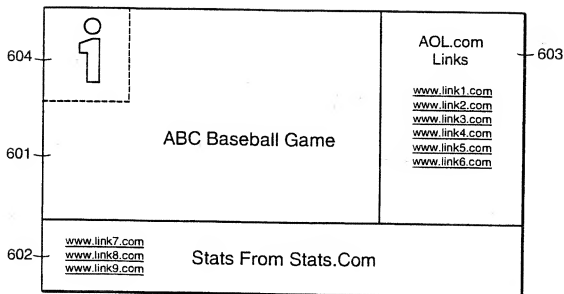 604
i
AOL.com
Links
603
www.link1.com
www.link2.com
www.link3.com
www.link4.com
www.link5.com
www.link6.com
ABC Baseball Game
601
602
www.link7.com
www.link8.com
www.link9.com
Stats From Stats.Com